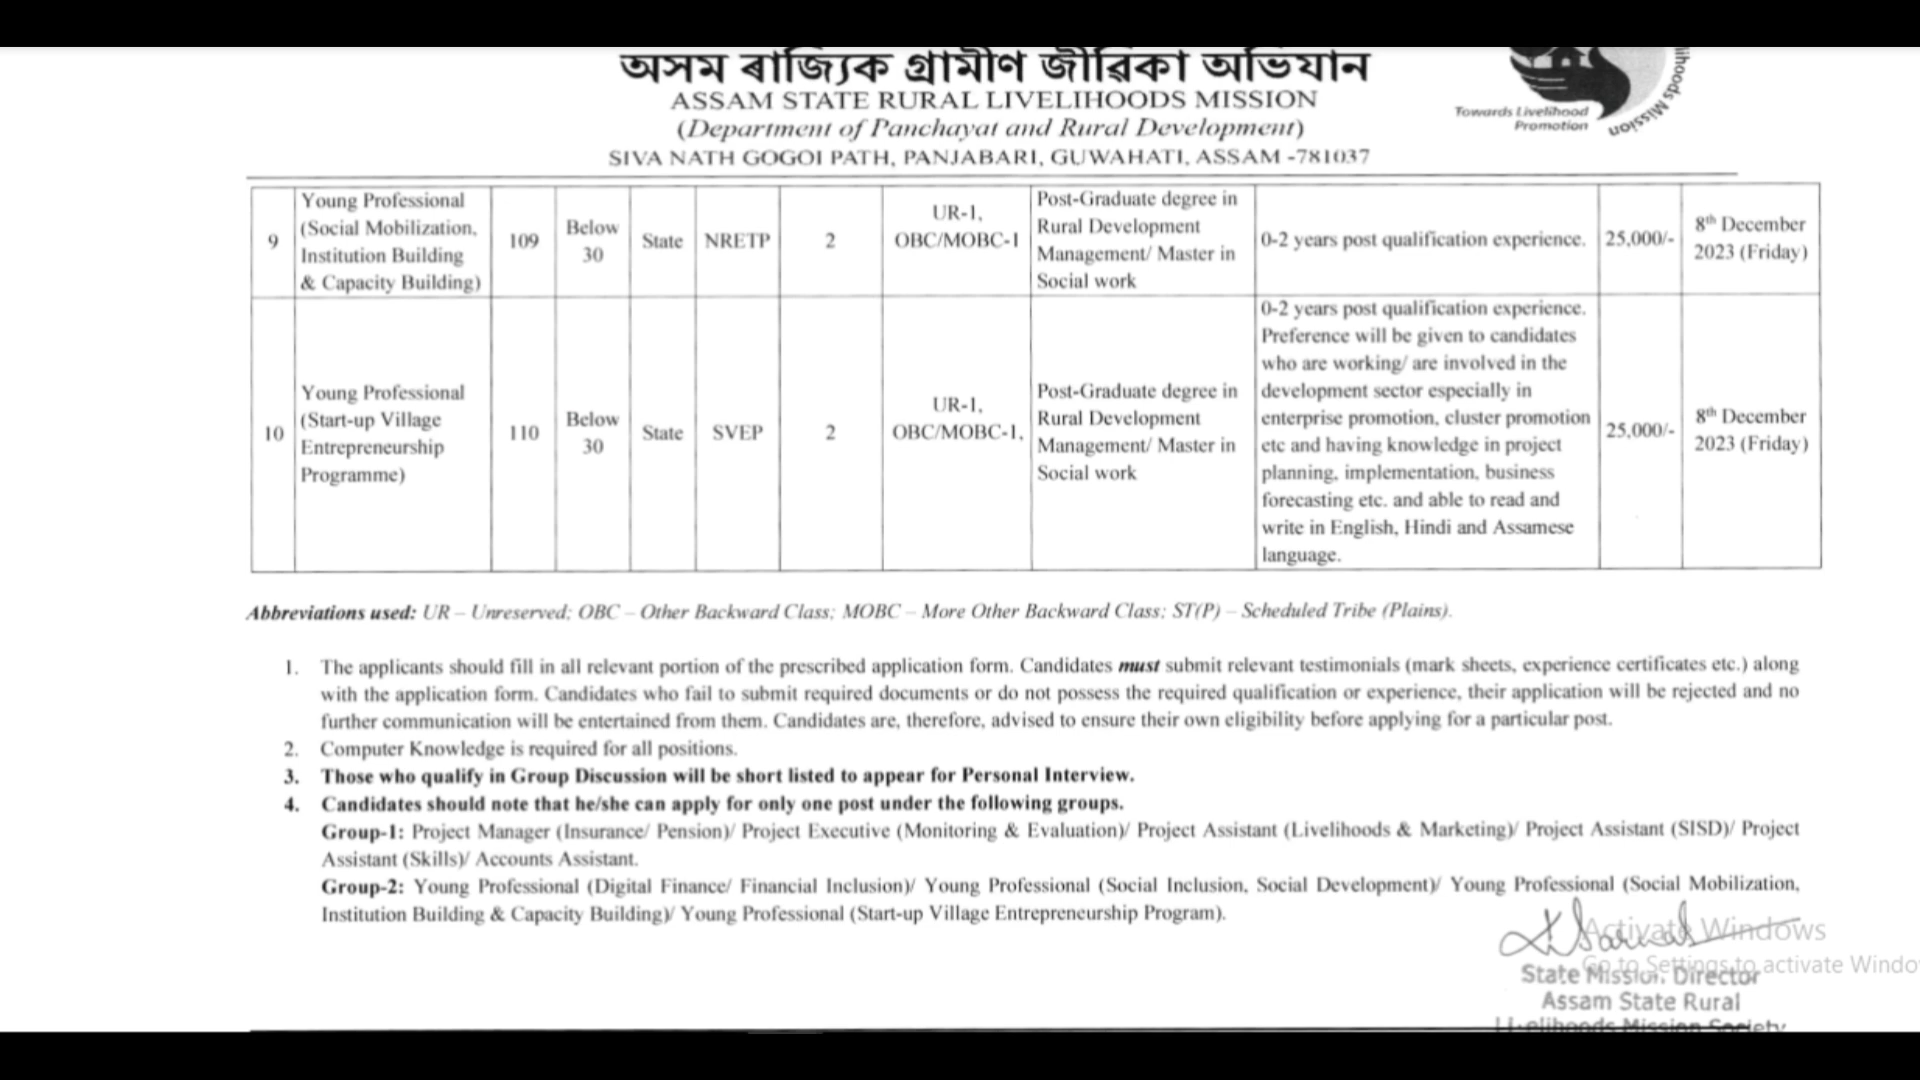 অসম ৰাজ্যিক গ্ৰামীণ জীৱিকা অভিযান
ASSAM STATE RURAL LIVELIHOODS MISSION
(Department of Panchayat and Rural Development)
SIVA NATH GOGOI PATH, PANJABARI, GUWAHATI, ASSAM -781037
Towards Livelihood
Promotion
Mission
9
Young Professional
(Social Mobilization,
Institution Building
& Capacity Building)
109
Below
30
State
NRETP
2
UR-1,
OBC/MOBC-1
Post-Graduate degree in
Rural Development
Management/ Master in
Social work
0-2 years post qualification experience.
25,000/-
8th December
2023 (Friday)
10
Young Professional
(Start-up Village
Entrepreneurship
Programme)
110
Below
30
State
SVEP
2
UR-1,
OBC/MOBC-1,
Post-Graduate degree in
Rural Development
Management/ Master in
Social work
0-2 years post qualification experience.
Preference will be given to candidates
who are working/ are involved in the
development sector especially in
enterprise promotion, cluster promotion
etc and having knowledge in project
planning, implementation, business
forecasting etc. and able to read and
write in English, Hindi and Assamese
language.
25,000/-
8th December
2023 (Friday)
Abbreviations used: UR – Unreserved; OBC – Other Backward Class; MOBC – More Other Backward Class; ST(P) – Scheduled Tribe (Plains).
1. The applicants should fill in all relevant portion of the prescribed application form. Candidates must submit relevant testimonials (mark sheets, experience certificates etc.) along
with the application form. Candidates who fail to submit required documents or do not possess the required qualification or experience, their application will be rejected and no
further communication will be entertained from them. Candidates are, therefore, advised to ensure their own eligibility before applying for a particular post.
2. Computer Knowledge is required for all positions.
3. Those who qualify in Group Discussion will be short listed to appear for Personal Interview.
4. Candidates should note that he/she can apply for only one post under the following groups.
Group-1: Project Manager (Insurance/ Pension)/ Project Executive (Monitoring & Evaluation)/ Project Assistant (Livelihoods & Marketing)/ Project Assistant (SISD)/ Project
Assistant (Skills)/ Accounts Assistant.
Group-2: Young Professional (Digital Finance/ Financial Inclusion)/ Young Professional (Social Inclusion, Social Development)/ Young Professional (Social Mobilization,
Institution Building & Capacity Building)/ Young Professional (Start-up Village Entrepreneurship Program).
Activate Windows
Go to Settings to activate Windo
State Mission Director
Assam State Rural
Livelihoods Mission Society